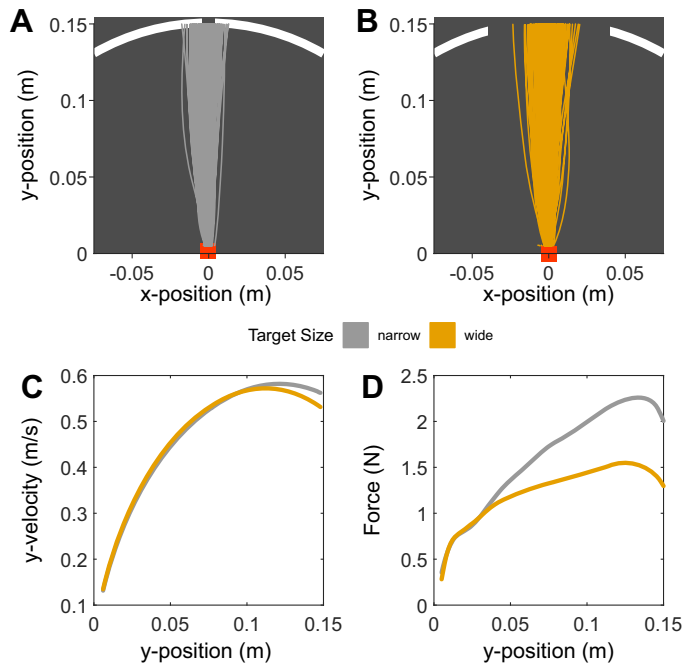 A
y-position (m)
0.15
0.1
0.05
0
-0.05
0
0.05
x-position (m)
B
y-position (m)
0.15
0.1
0.05
0
-0.05
0
0.05
x-position (m)
Target Size narrow wide
C
y-velocity (m/s)
0.6
0.5
0.4
0.3
0.2
0.1
0
0.05
0.1
0.15
y-position (m)
D
Force (N)
2.5
2
1.5
1
0.5
0
0
0.05
0.1
0.15
y-position (m)